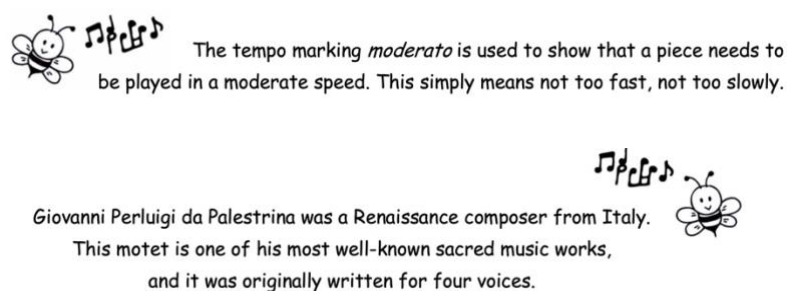 The tempo marking moderato is used to show that a piece needs to
be played in a moderate speed. This simply means not too fast, not too slowly.
Giovanni Perluigi da Palestrina was a Renaissance composer from Italy.
This motet is one of his most well-known sacred music works,
and it was originally written for four voices.